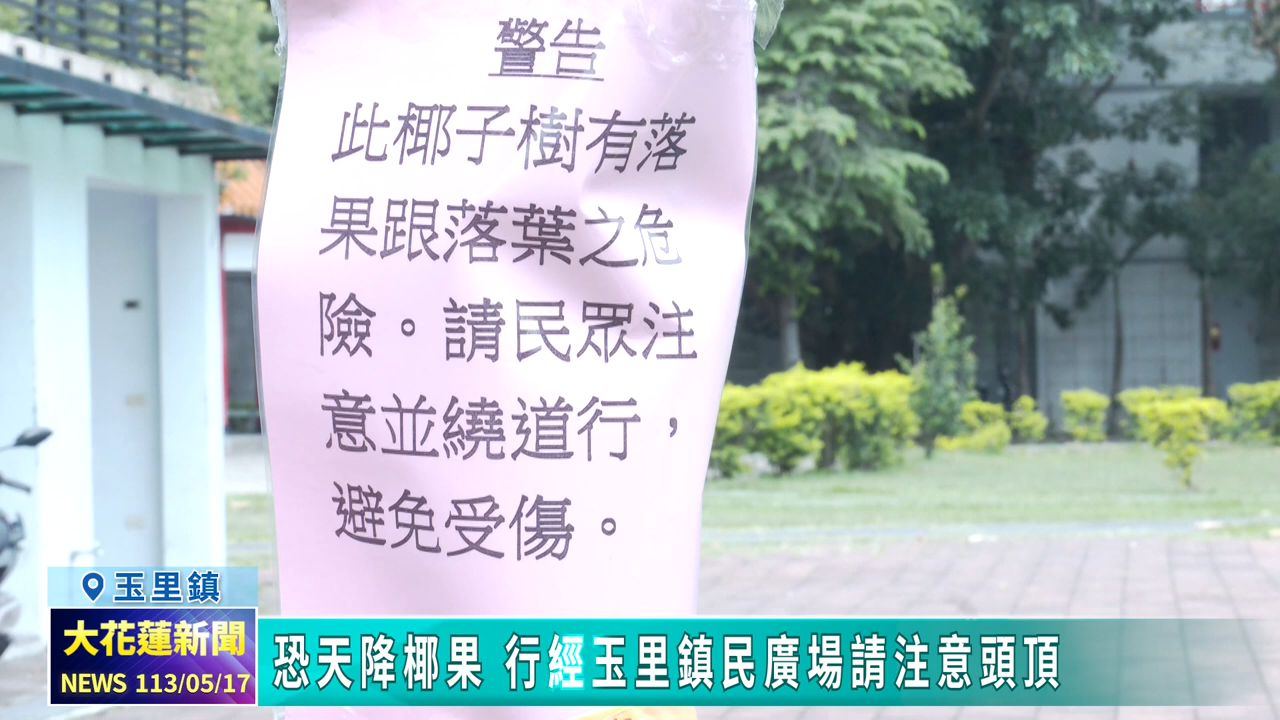 警告
此椰子樹有落
果跟落葉之危
險。請民眾注
意並繞道行，
避免受傷。
玉里鎮
大花蓮新聞
NEWS 113/05/17
恐天降椰果 行經玉里鎮民廣場請注意頭頂